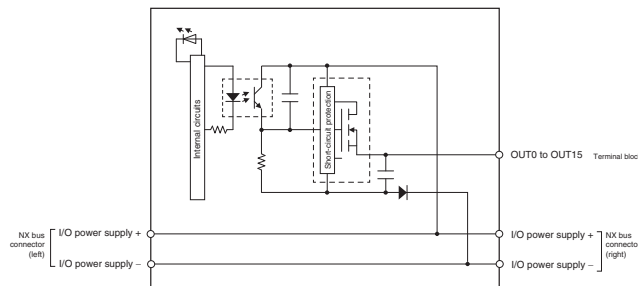 Internal circuits
Short-circuit protection
OUT0 to OUT15 Terminal bloc
NX bus
connector
(left)
I/O power supply +
I/O power supply −
I/O power supply +
I/O power supply −
NX bus
connecto
(right)